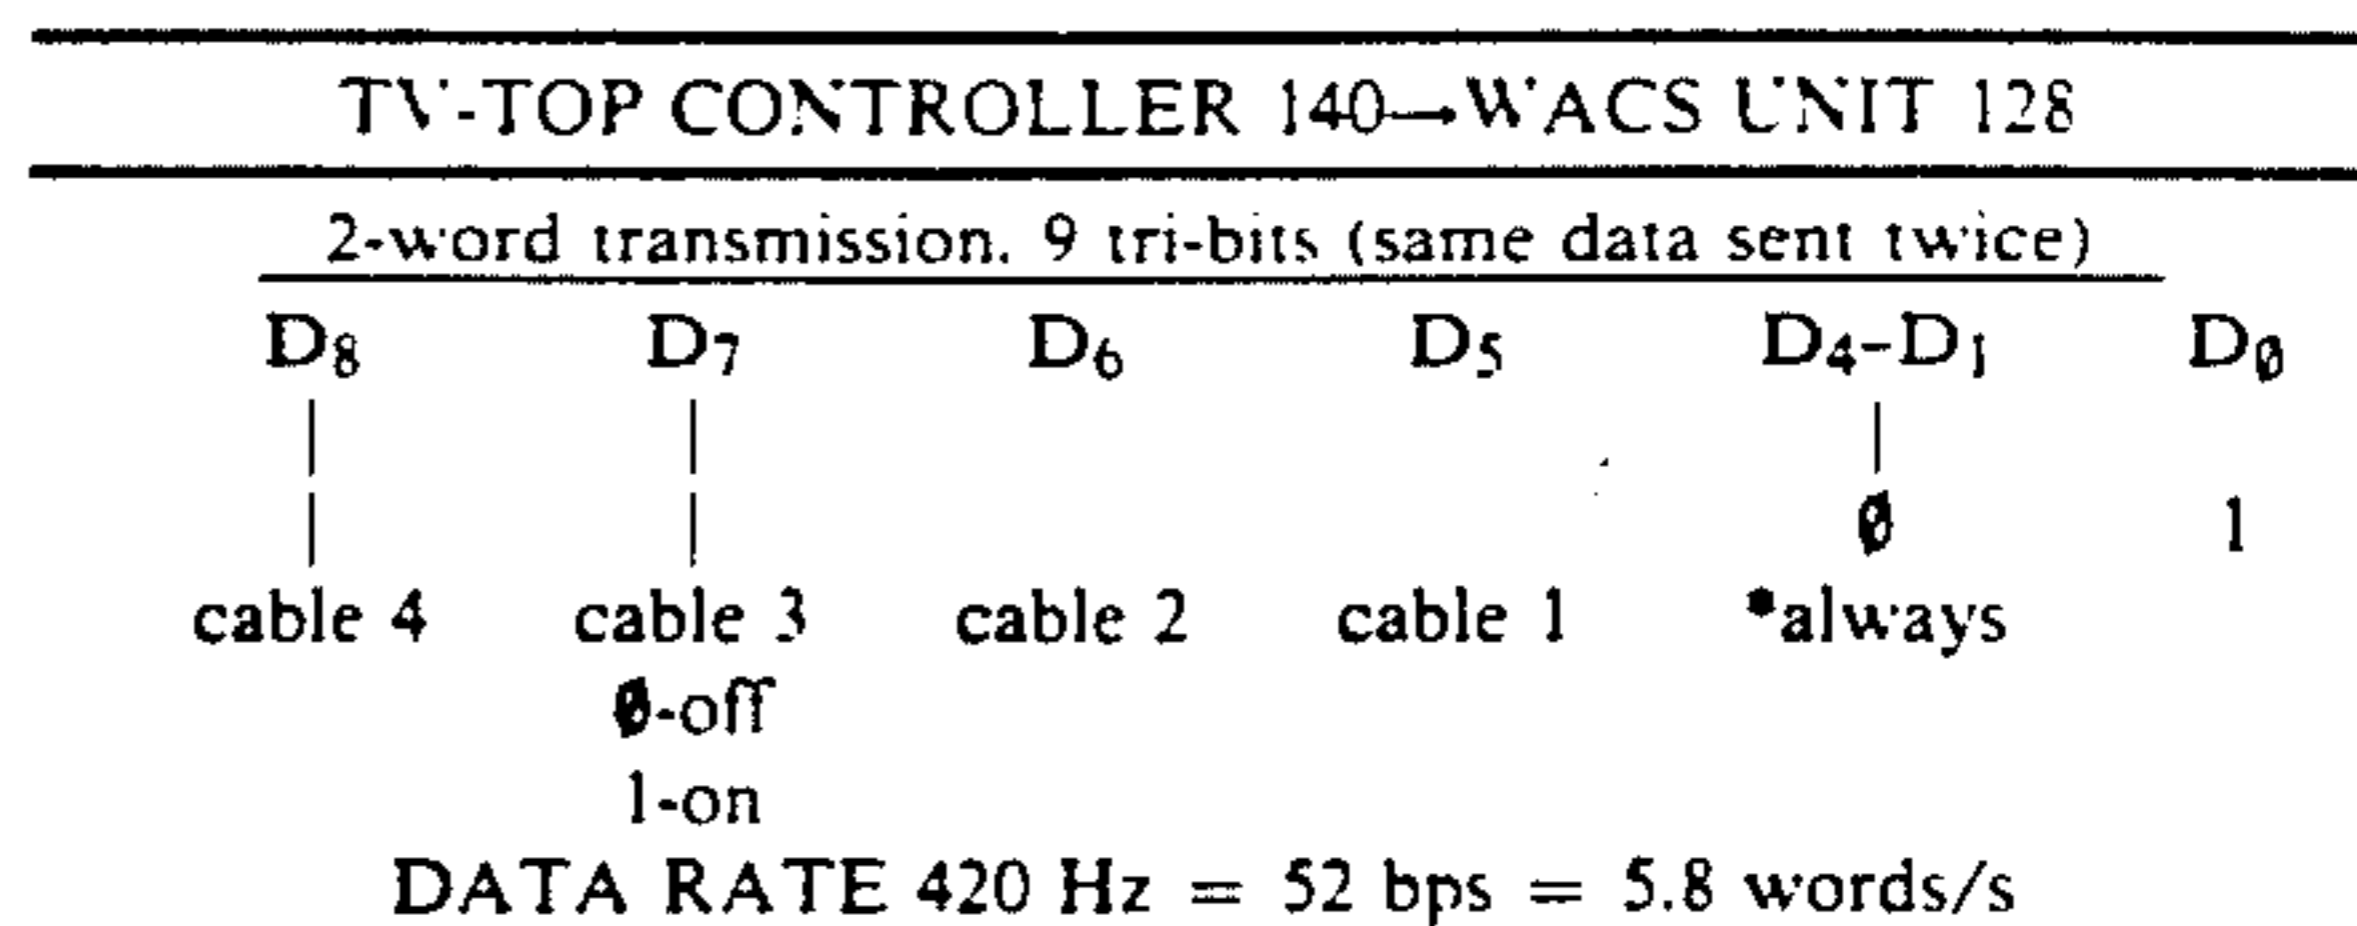 TV-TOP CONTROLLER 140→WACS UNIT 128
2-word transmission. 9 tri-bits (same data sent twice)
D8 D7 D6 D5 D4-D1 D0
0 1
cable 4 cable 3 cable 2 cable 1 *always
0-off
1-on
DATA RATE 420 Hz = 52 bps = 5.8 words/s